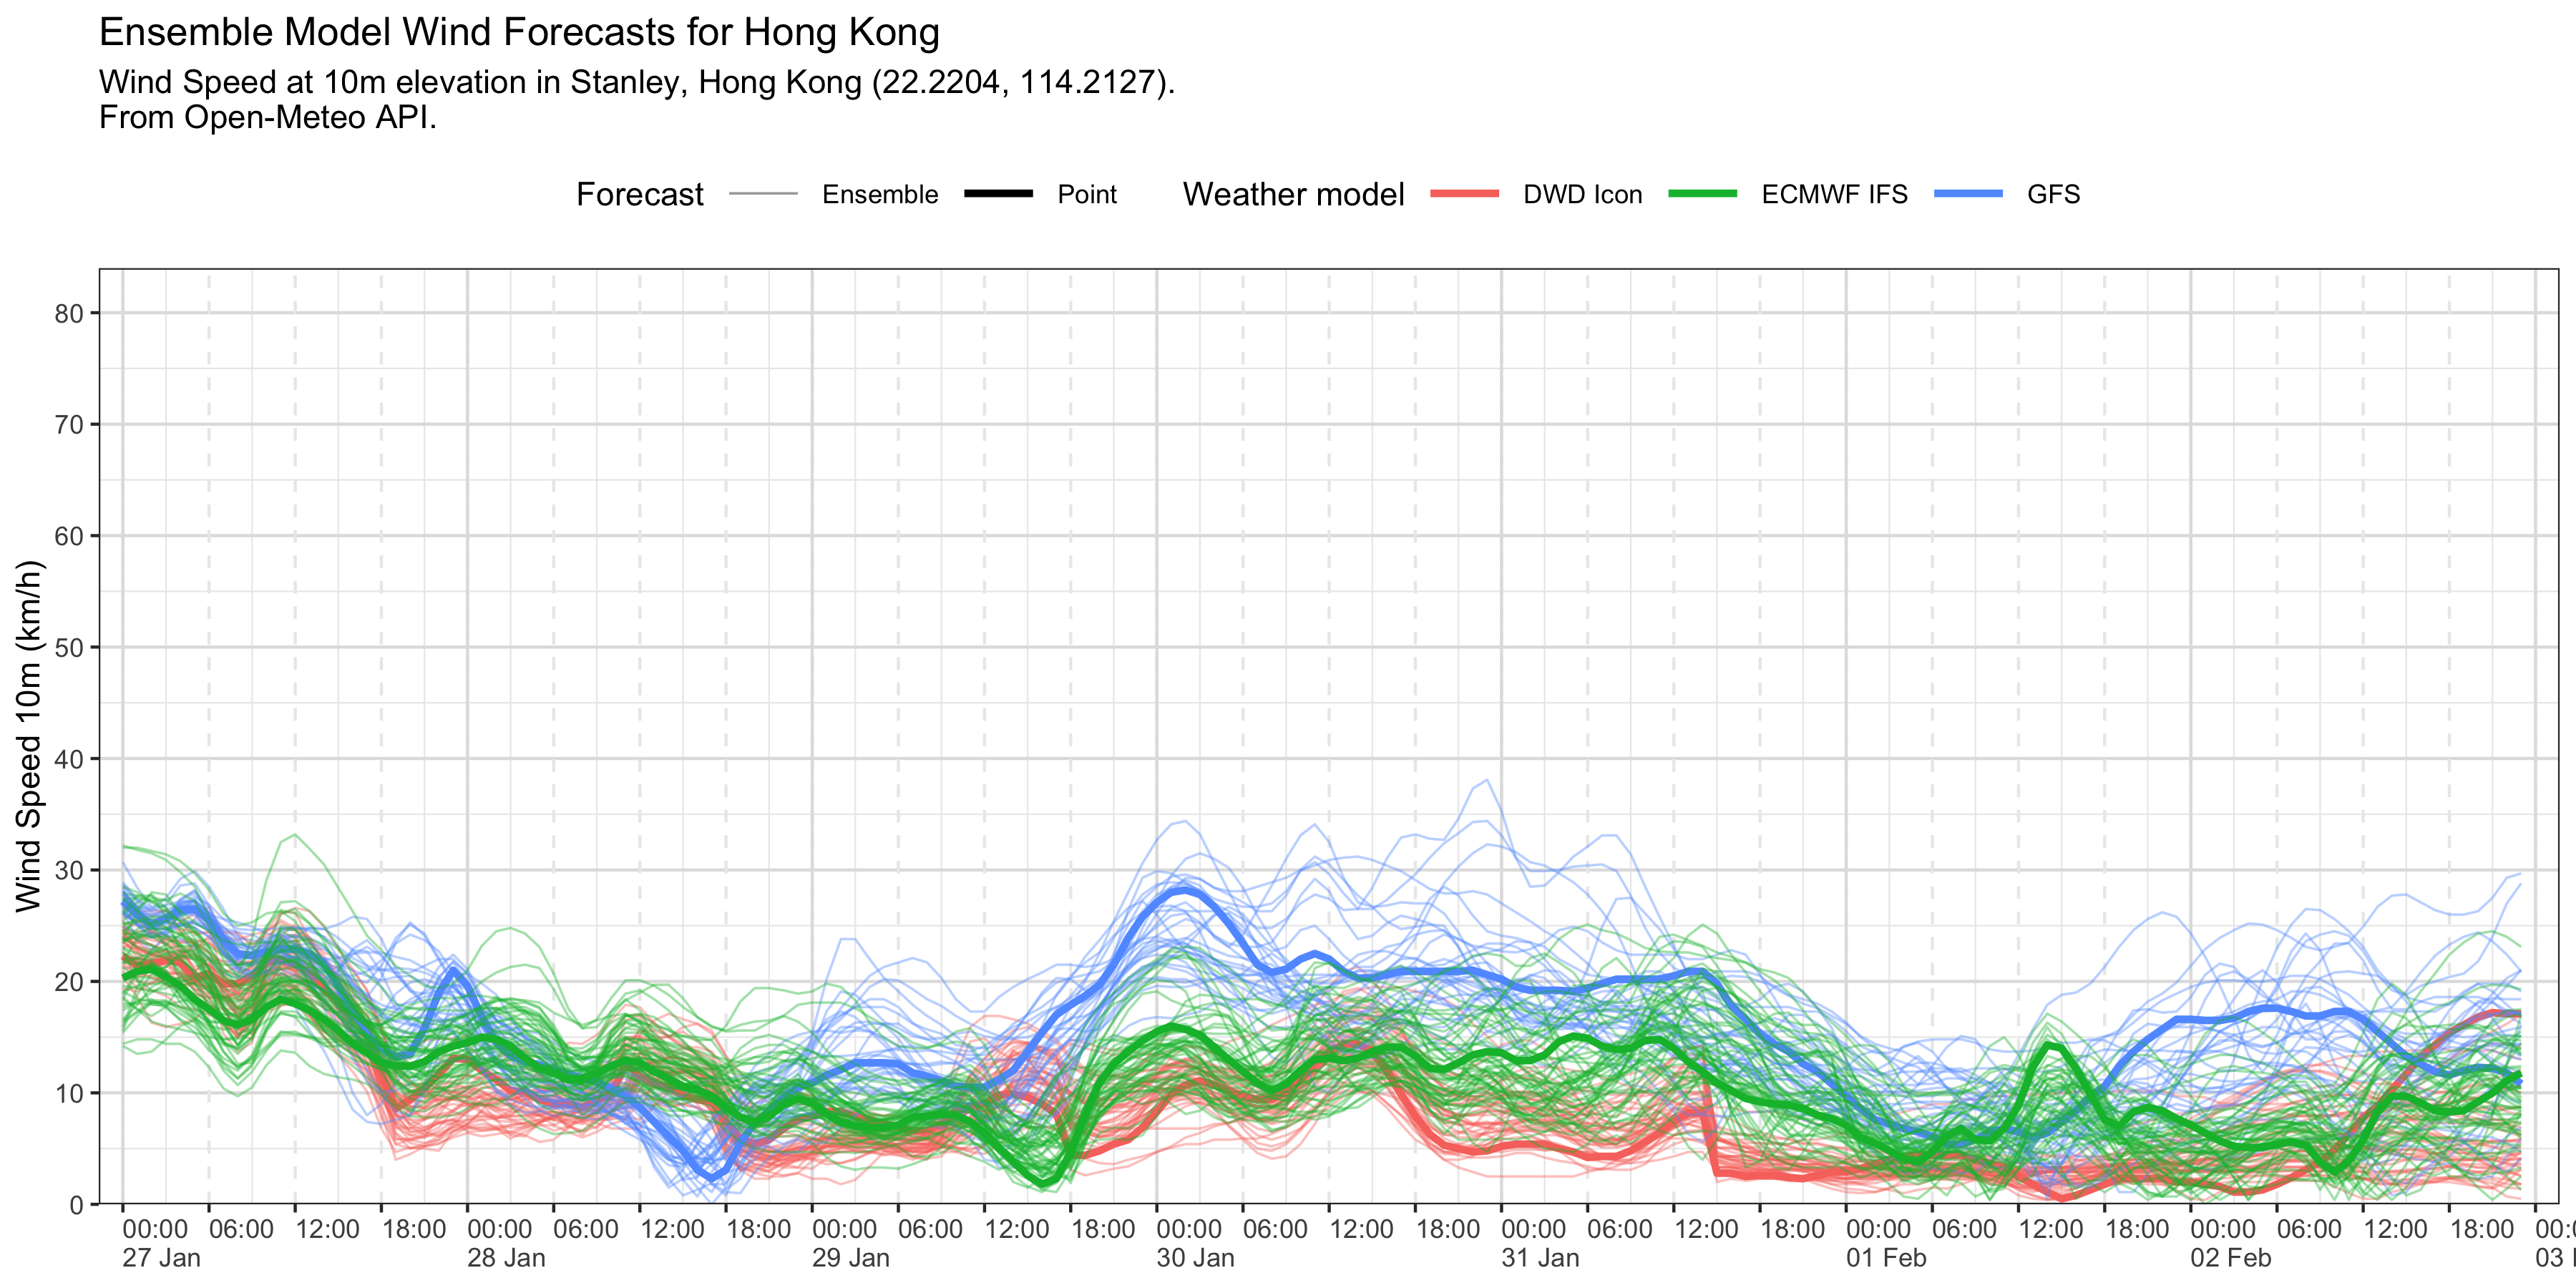 Ensemble Model Wind Forecasts for Hong Kong
Wind Speed at 10m elevation in Stanley, Hong Kong (22.2204, 114.2127).
From Open-Meteo API.
Forecast Ensemble Point Weather model DWD Icon ECMWF IFS GFS
Wind Speed 10m (km/h)
80
70
60
50
40
30
20
10
0
00:00 06:00 12:00 18:00 00:00 06:00 12:00 18:00 00:00 06:00 12:00 18:00 00:00 06:00 12:00 18:00 00:00 06:00 12:00 18:00 00:00 06:00 12:00 18:00 00:00 06:00 12:00 18:00
27 Jan 28 Jan 29 Jan 30 Jan 31 Jan 01 Feb 02 Feb 03